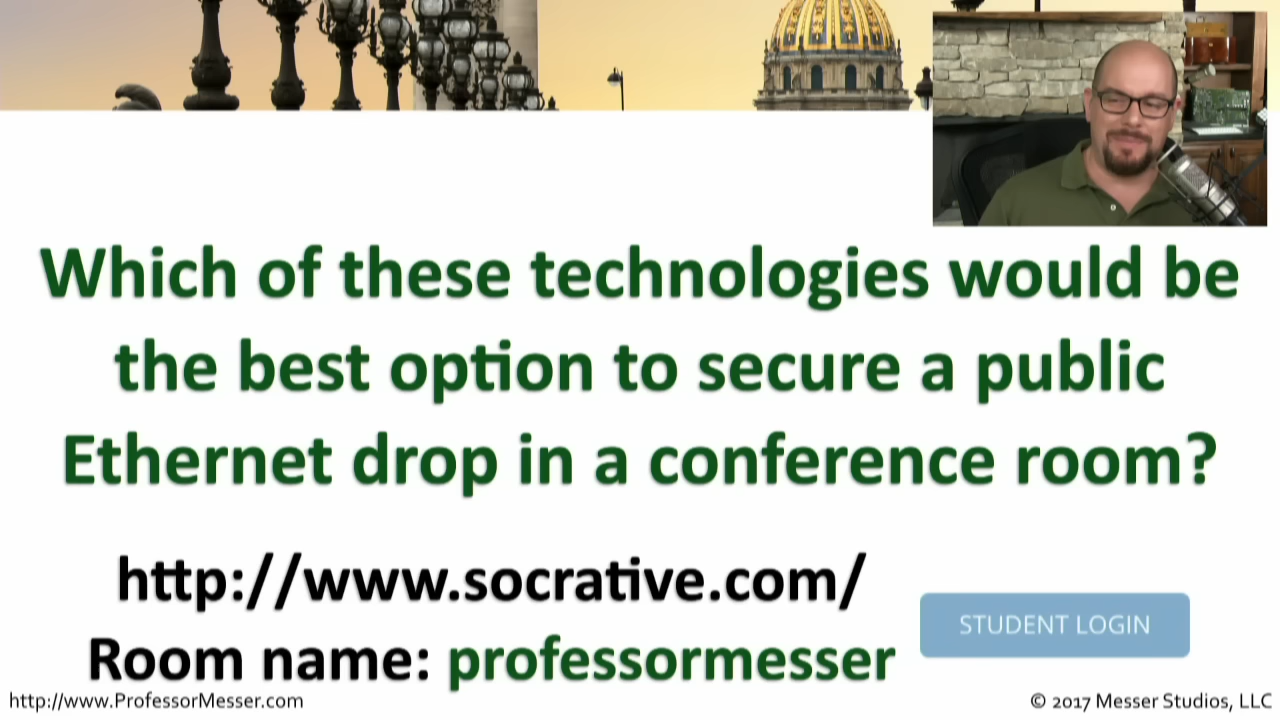 Which of these technologies would be
the best option to secure a public
Ethernet drop in a conference room?
http://www.socrative.com/
STUDENT LOGIN
Room name: professormesser
http://www.ProfessorMesser.com
© 2017 Messer Studios, LLC